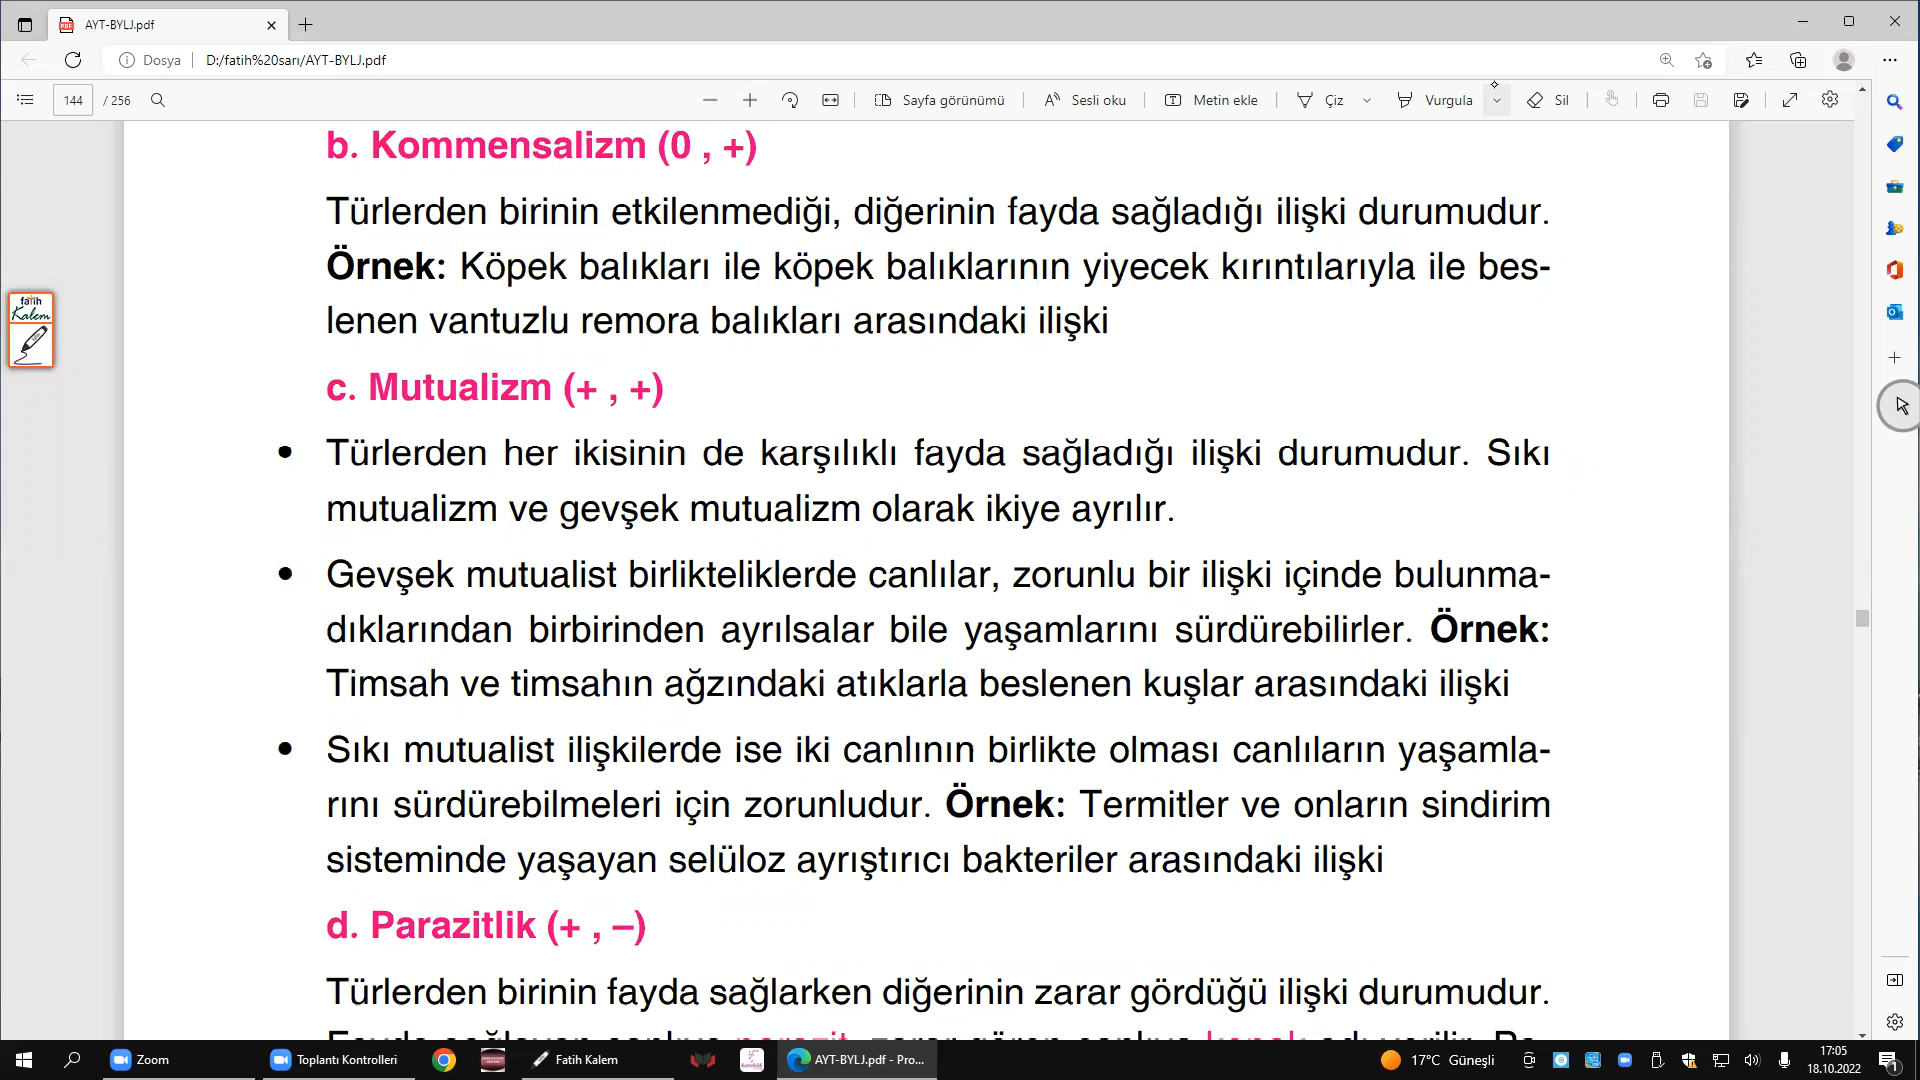 AYT-BYLJ.pdf
Dosya
D:/fatih%20sarı/AYT-BYLJ.pdf
144 / 256
Sayfa görünümü
Sesli oku
Metin ekle
Çiz
Vurgula
Sil
b. Kommensalizm (0 , +)
Türlerden birinin etkilenmediği, diğerinin fayda sağladığı ilişki durumudur.
Örnek: Köpek balıkları ile köpek balıklarının yiyecek kırıntılarıyla ile bes-
lenen vantuzlu remora balıkları arasındaki ilişki
fatih
Kalem
c. Mutualizm (+ , +)
• Türlerden her ikisinin de karşılıklı fayda sağladığı ilişki durumudur. Sıkı
mutualizm ve gevşek mutualizm olarak ikiye ayrılır.
• Gevşek mutualist birlikteliklerde canlılar, zorunlu bir ilişki içinde bulunma-
dıklarından birbirinden ayrılsalar bile yaşamlarını sürdürebilirler. Örnek:
Timsah ve timsahın ağzındaki atıklarla beslenen kuşlar arasındaki ilişki
• Sıkı mutualist ilişkilerde ise iki canlının birlikte olması canlıların yaşamla-
rını sürdürebilmeleri için zorunludur. Örnek: Termitler ve onların sindirim
sisteminde yaşayan selüloz ayrıştırıcı bakteriler arasındaki ilişki
d. Parazitlik (+ , –)
Türlerden birinin fayda sağlarken diğerinin zarar gördüğü ilişki durumudur.
Zoom
Toplantı Kontrolleri
Fatih Kalem
AYT-BYLJ.pdf - Pro...
17°C Güneşli
17:05
18.10.2022